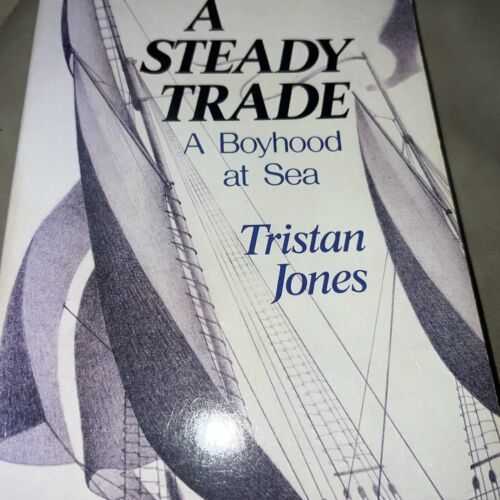 A
STEADY
TRADE
A Boyhood
at Sea
Tristan
Jones